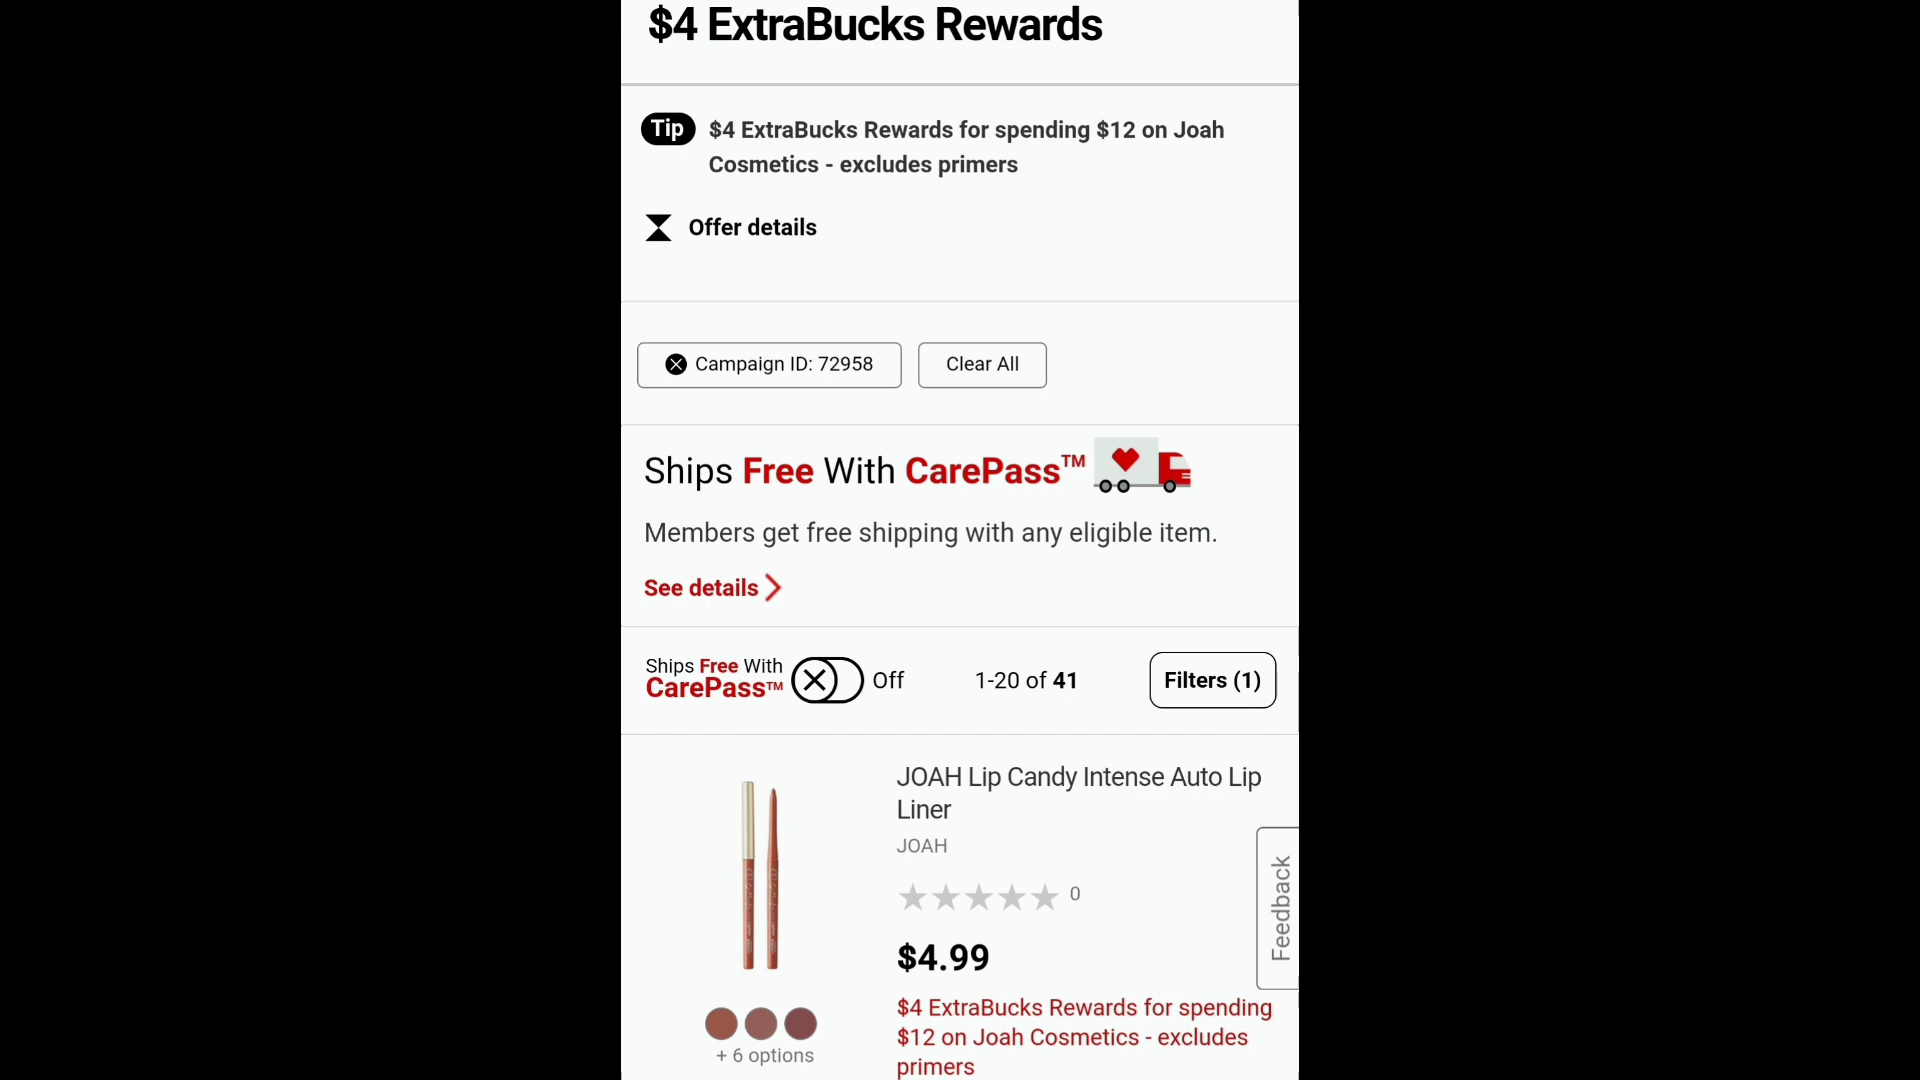 $4 ExtraBucks Rewards
Tip
$4 ExtraBucks Rewards for spending $12 on Joah
Cosmetics - excludes primers
Offer details
Campaign ID: 72958
Clear All
Ships Free With CarePass™
Members get free shipping with any eligible item.
See details
Ships Free With
CarePass™
Off
1-20 of 41
Filters (1)
JOAH Lip Candy Intense Auto Lip
Liner
JOAH
0
$4.99
$4 ExtraBucks Rewards for spending
$12 on Joah Cosmetics - excludes
primers
+ 6 options
Feedback